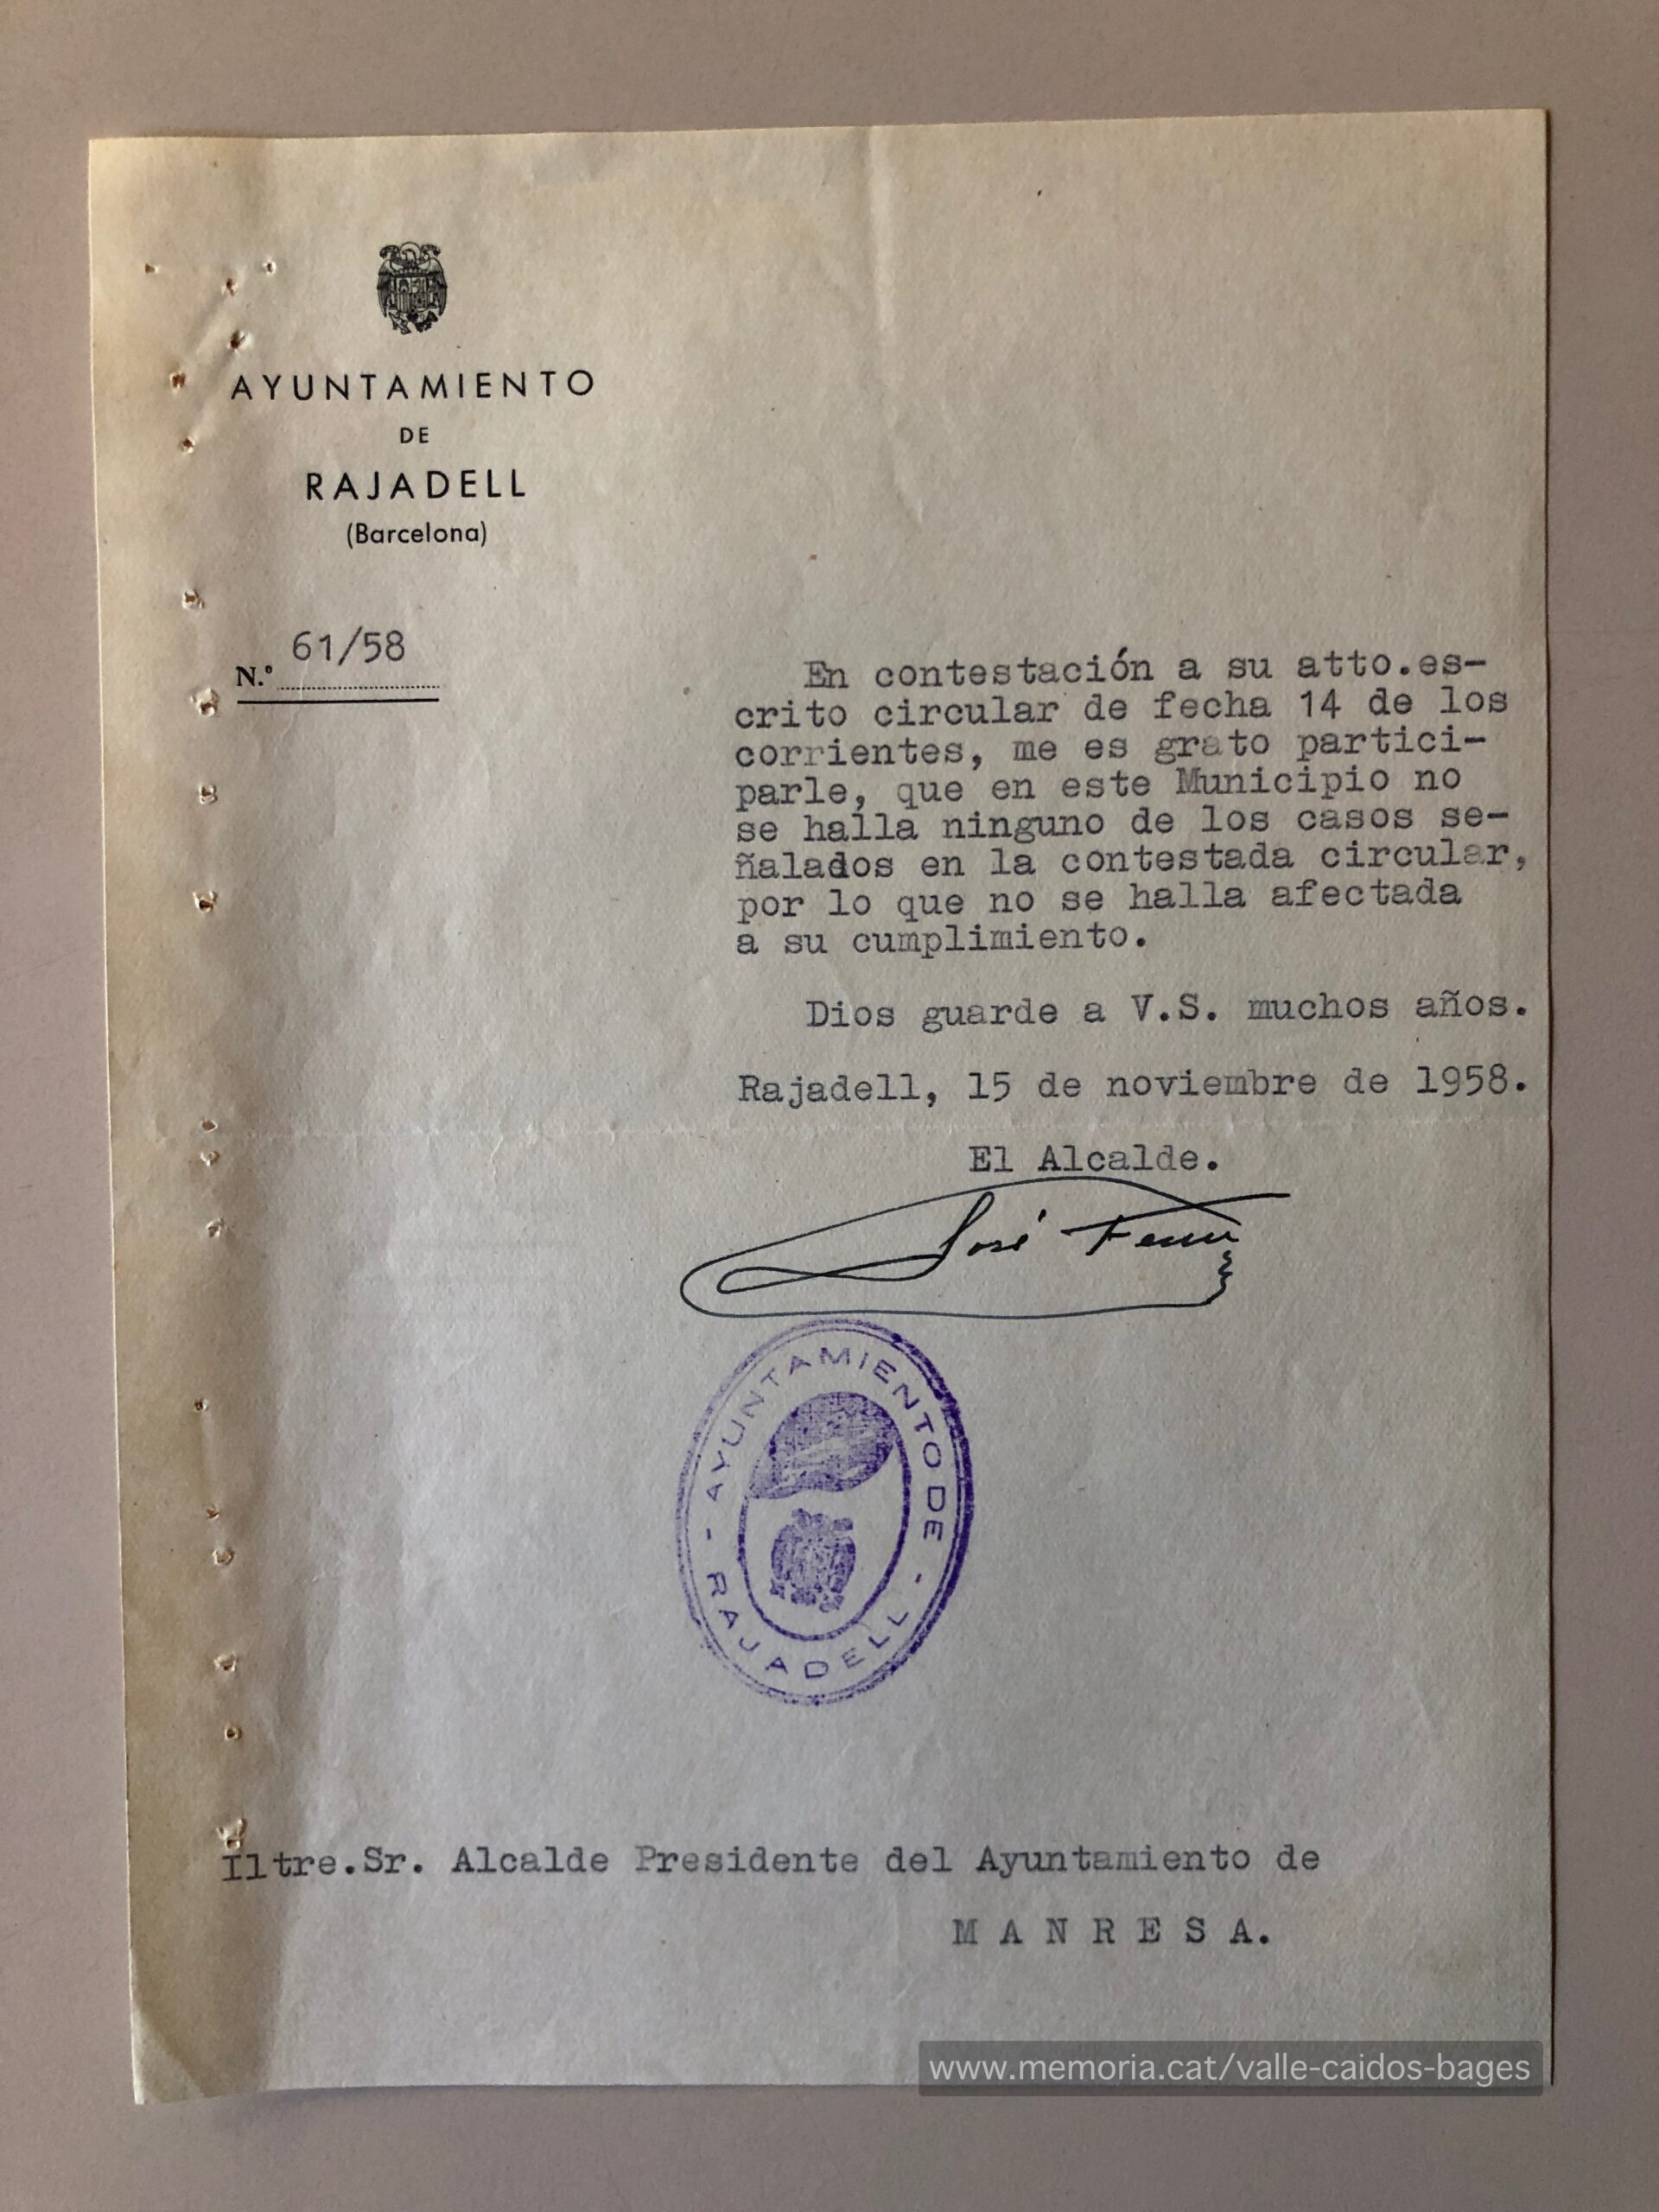 AYUNTAMIENTO
DE
RAJADELL
(Barcelona)
N.º 61/58
En contestación a su atto.es-
crito circular de fecha 14 de los
corrientes, me es grato partici-
parle, que en este Municipio no
se halla ninguno de los casos se-
ñalados en la contestada circular,
por lo que no se halla afectada
a su cumplimiento.
Dios guarde a V.S. muchos años.
Rajadell, 15 de noviembre de 1958.
El Alcalde.
José
AYUNTAMIENTO DE
- RAJADELL -
Iltre.Sr. Alcalde Presidente del Ayuntamiento de
M A N R E S A.
www.memoria.cat/valle-caidos-bages